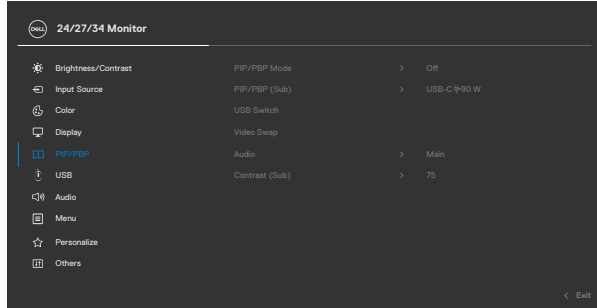 DELL 24/27/34 Monitor
Brightness/Contrast PIP/PBP Mode > Off
Input Source PIP/PBP (Sub) > USB-C 90 W
Color USB Switch
Display Video Swap
PIP/PBP Audio > Main
USB Contrast (Sub) > 75
Audio
Menu
Personalize
Others
< Exit